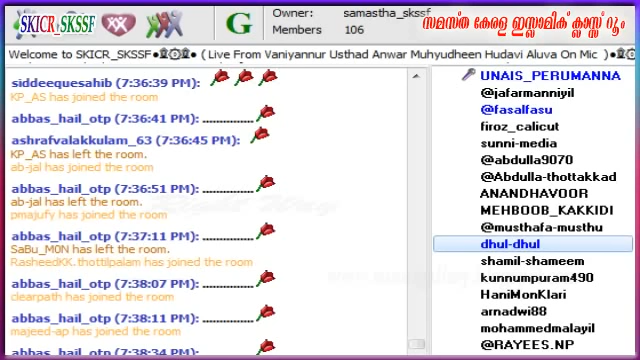 SKICR_SKSSF
G
Owner: samastha_skssf
Members 106
സമസ്ത കേരള ഇസ്ലാമിക് ക്ലാസ്സ് റൂം
Welcome to SKICR_SKSSF ( Live From Vaniyannur Usthad Anwar Muhyudheen Hudavi Aluva On Mic )
siddeequesahib (7:36:39 PM):
KP_AS has joined the room
abbas_hail_otp (7:36:41 PM): ................
ashrafvalakkulam_63 (7:36:45 PM):
KP_AS has left the room.
ab-jal has joined the room
abbas_hail_otp (7:36:51 PM): ................
ab-jal has left the room.
pmajufy has joined the room
abbas_hail_otp (7:37:11 PM): ................
SaBu_M0N has left the room.
RasheedKK.thottilpalam has joined the room
abbas_hail_otp (7:38:07 PM): ................
clearpath has joined the room
abbas_hail_otp (7:38:11 PM): ................
majeed-ap has joined the room
abbas_hail_otp (7:38:34 PM): ................
UNAIS_PERUMANNA
@jafarmanniyil
@fasalfasu
firoz_calicut
sunni-media
@abdulla9070
@Abdulla-thottakkad
ANANDHAVOOR
MEHBOOB_KAKKIDI
@musthafa-musthu
dhul-dhul
shamil-shameem
kunnumpuram490
HaniMonKlari
arnadwi88
mohammedmalayil
@RAYEES.NP